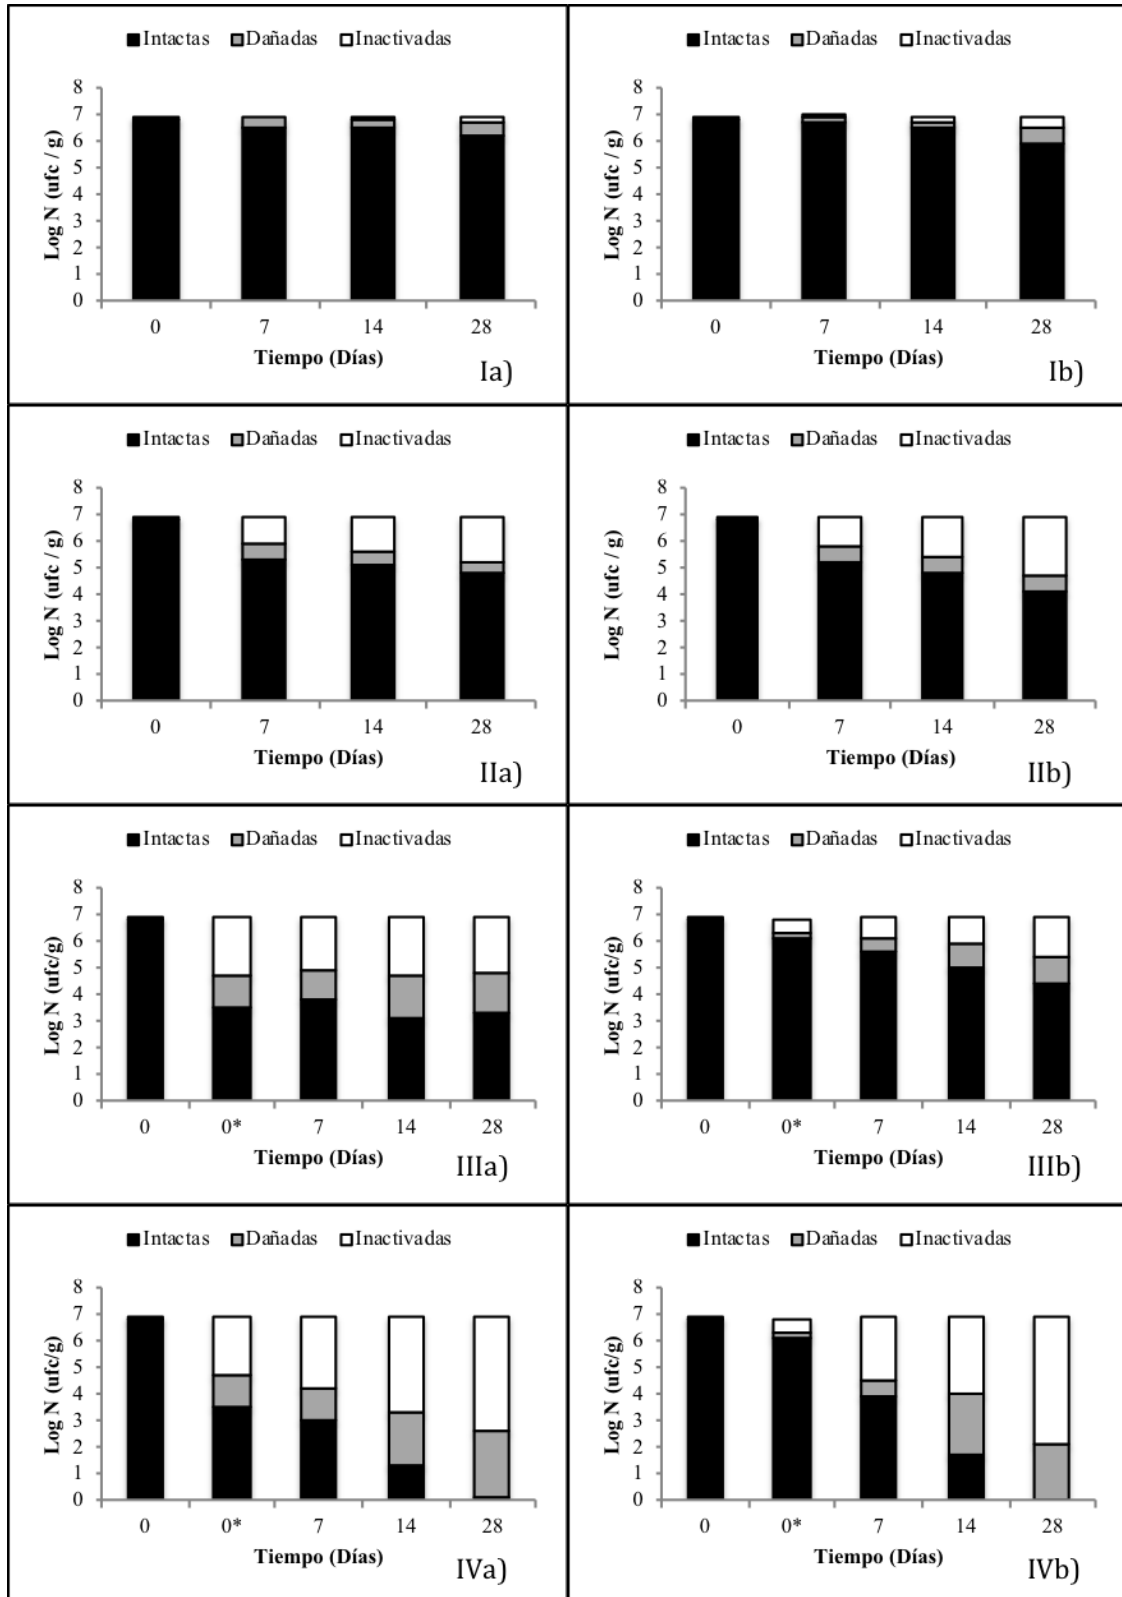 Intactas Dañadas Inactivadas
8
7
6
5
4
3
2
1
0
Log N (ufc / g)
0 7 14 28
Tiempo (Días)
Ia)
Intactas Dañadas Inactivadas
8
7
6
5
4
3
2
1
0
Log N (ufc / g)
0 7 14 28
Tiempo (Días)
Ib)
Intactas Dañadas Inactivadas
8
7
6
5
4
3
2
1
0
Log N (ufc / g)
0 7 14 28
Tiempo (Días)
IIa)
Intactas Dañadas Inactivadas
8
7
6
5
4
3
2
1
0
Log N (ufc / g)
0 7 14 28
Tiempo (Días)
IIb)
Intactas Dañadas Inactivadas
8
7
6
5
4
3
2
1
0
Log N (ufc/g)
0 0* 7 14 28
Tiempo (Días)
IIIa)
Intactas Dañadas Inactivadas
8
7
6
5
4
3
2
1
0
Log N (ufc/g)
0 0* 7 14 28
Tiempo (Días)
IIIb)
Intactas Dañadas Inactivadas
8
7
6
5
4
3
2
1
0
Log N (ufc/g)
0 0* 7 14 28
Tiempo (Días)
IVa)
Intactas Dañadas Inactivadas
8
7
6
5
4
3
2
1
0
Log N (ufc/g)
0 0* 7 14 28
Tiempo (Días)
IVb)